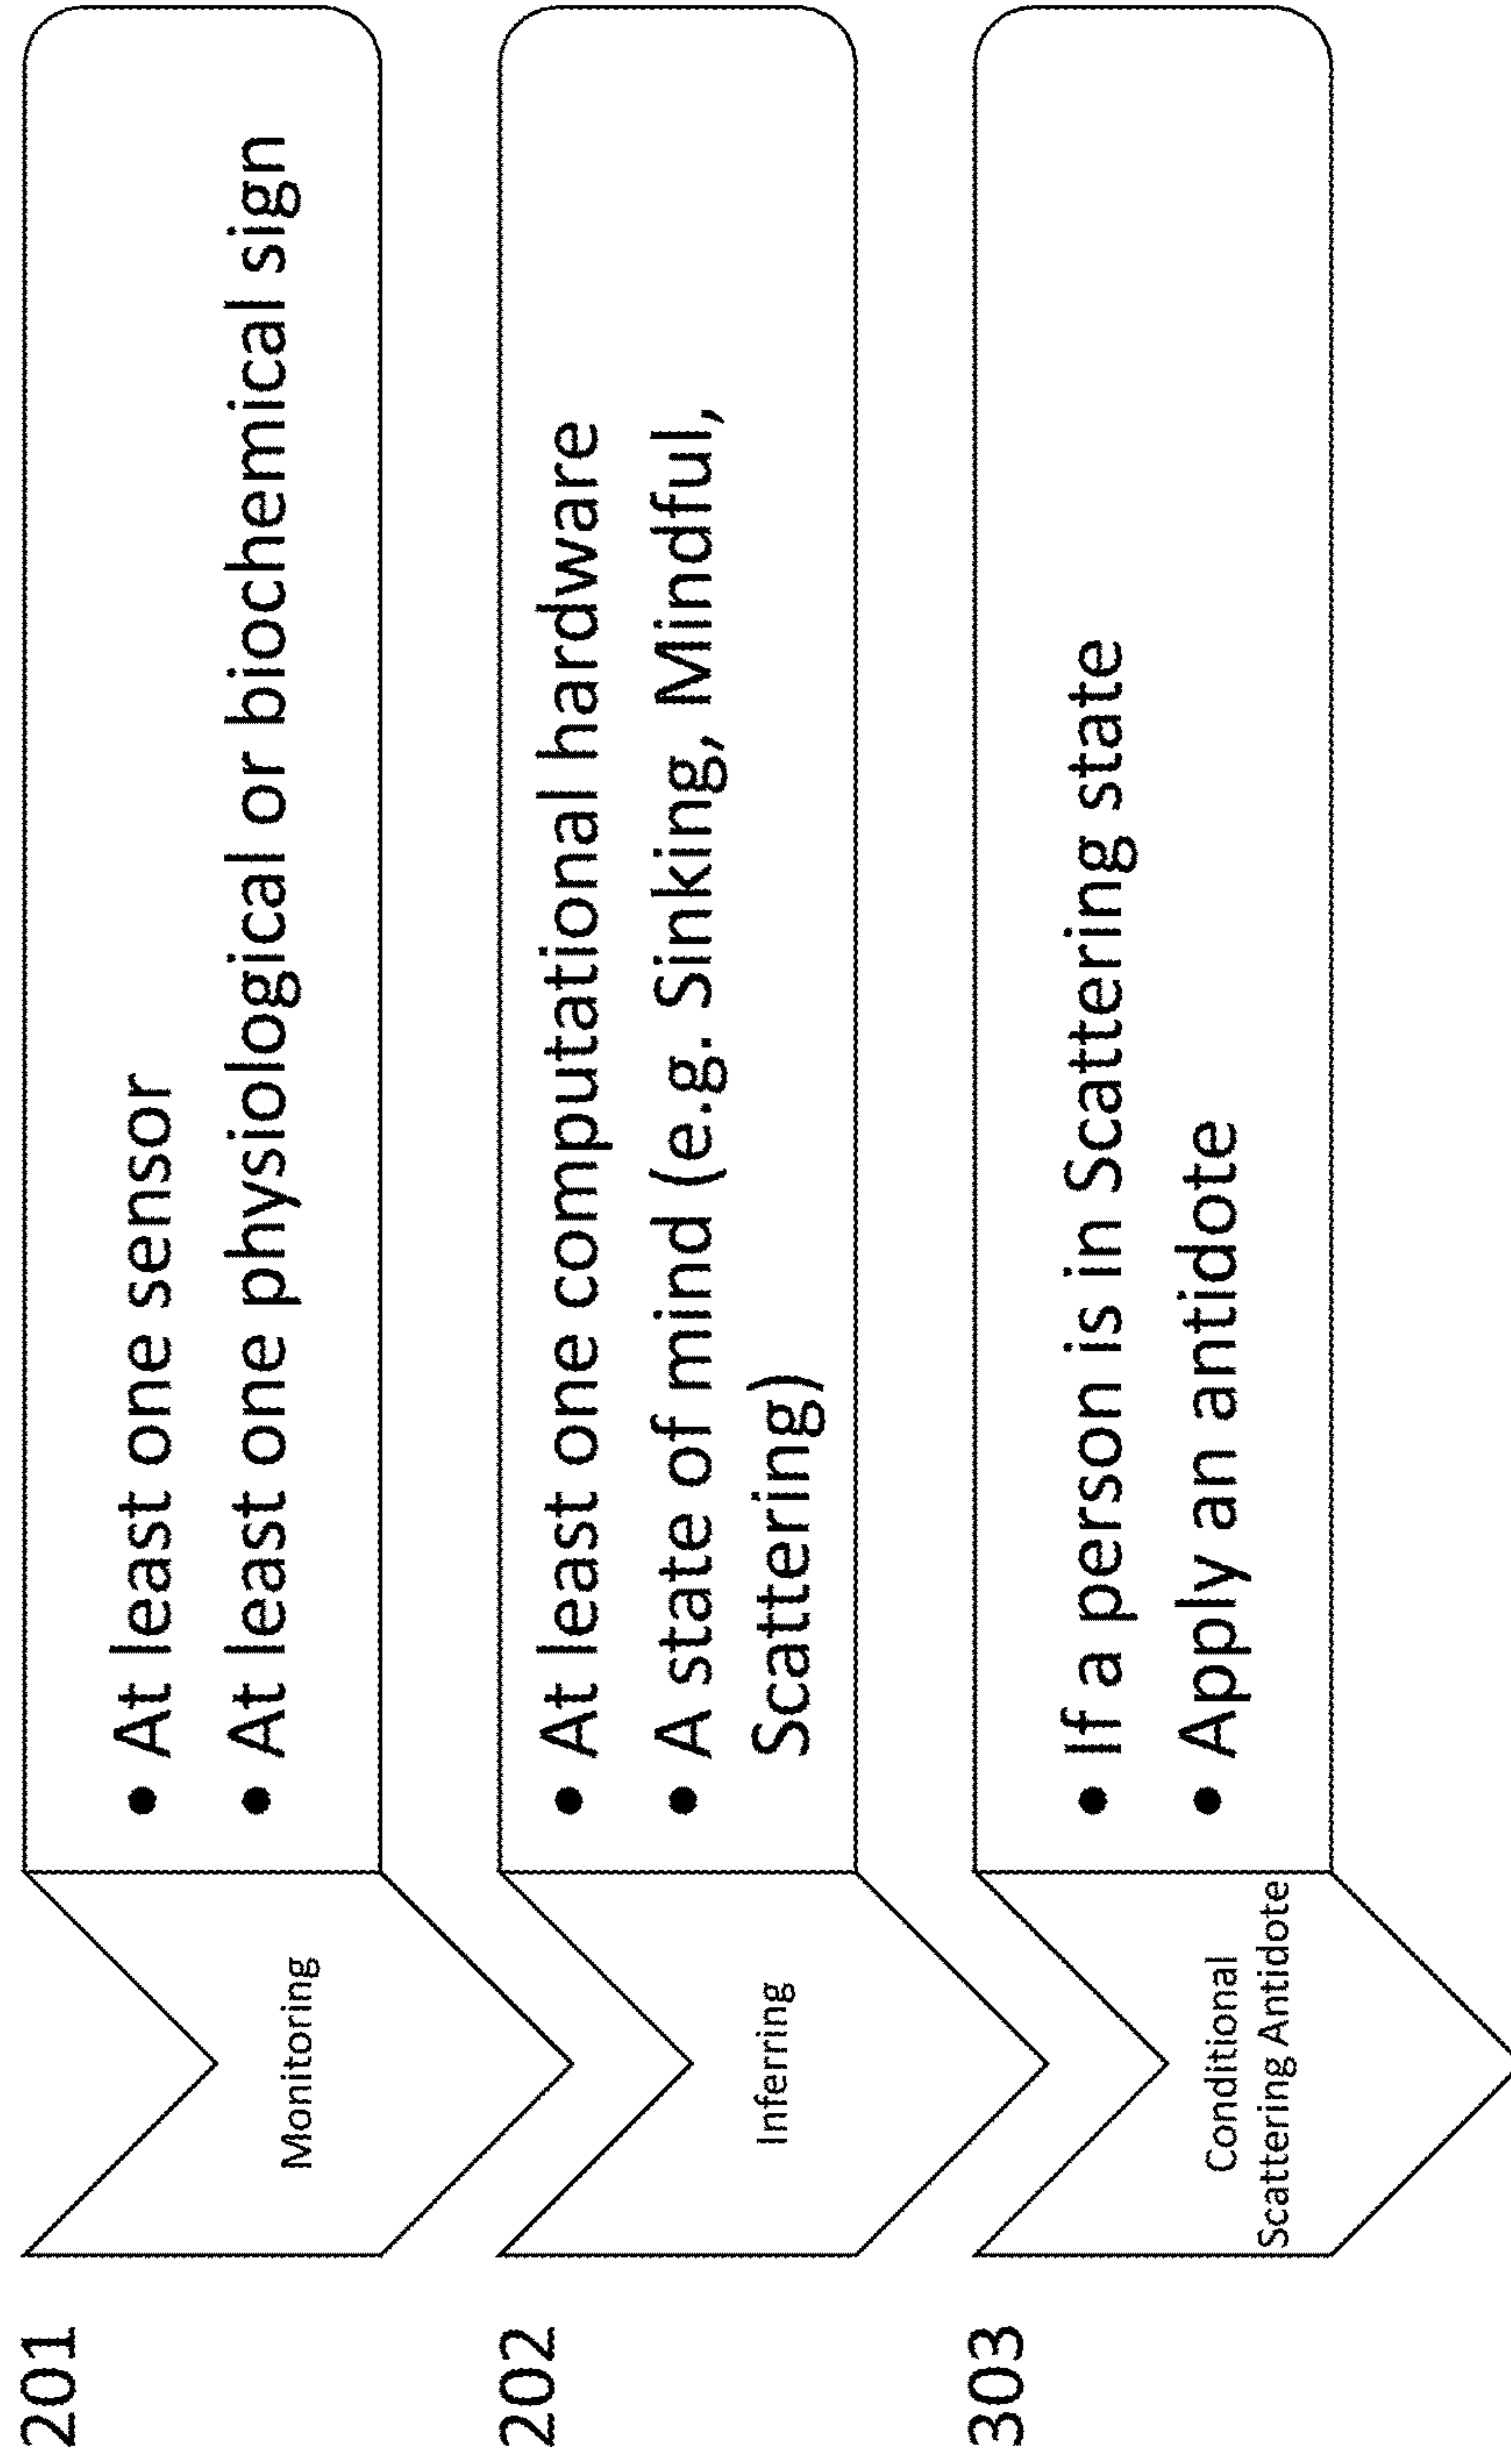 201
Monitoring
• At least one sensor
• At least one physiological or biochemical sign
202
Inferring
• At least one computational hardware
• A state of mind (e.g. Sinking, Mindful,
Scattering)
303
Conditional
Scattering Antidote
• If a person is in Scattering state
• Apply an antidote